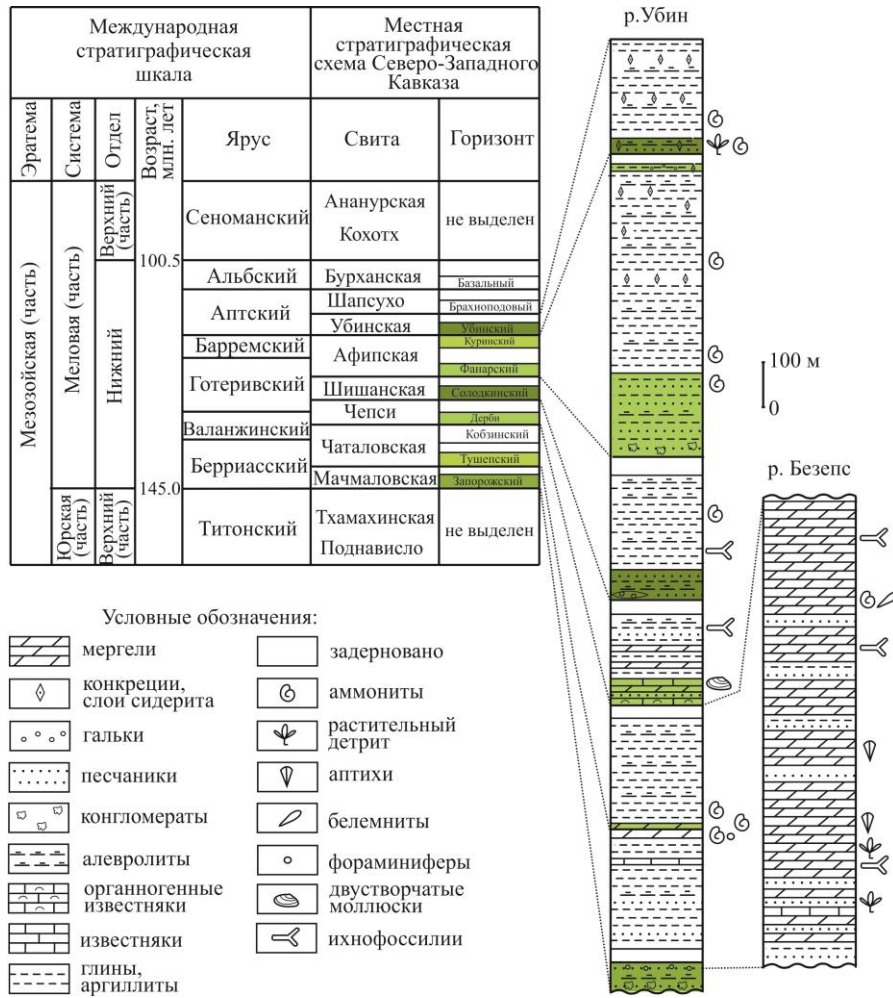 Международная
стратиграфическая
шкала
Местная
стратиграфическая
схема Северо-Западного
Кавказа
Эратема
Система
Отдел
Возраст,
млн. лет
Ярус
Свита
Горизонт
Мезозойская (часть)
Меловая (часть)
Верхний
(часть)
Сеноманский
Ананурская
Кохотх
не выделен
100.5
Нижний
Альбский
Бурханская
Базальный
Аптский
Шапсухо
Брахиоподовый
Убинская
Убинский
Барремский
Афипская
Куринский
Фанарский
Готеривский
Шишанская
Солодкинский
Чепси
Дерби
Валанжинский
Чаталовская
Кобзинский
Берриасский
Тушепский
Мачмаловская
Запорожский
145.0
Юрская
(часть)
Верхний
(часть)
Титонский
Тхамахинская
Поднависло
не выделен
р.Убин
100 м
0
р. Безепс
Условные обозначения:
мергели
конкреции,
слои сидерита
гальки
песчаники
конгломераты
алевролиты
органногенные
известняки
известняки
глины,
аргиллиты
задерновано
аммониты
растительный
детрит
аптихи
белемниты
фораминиферы
двустворчатые
моллюски
ихнофоссилии